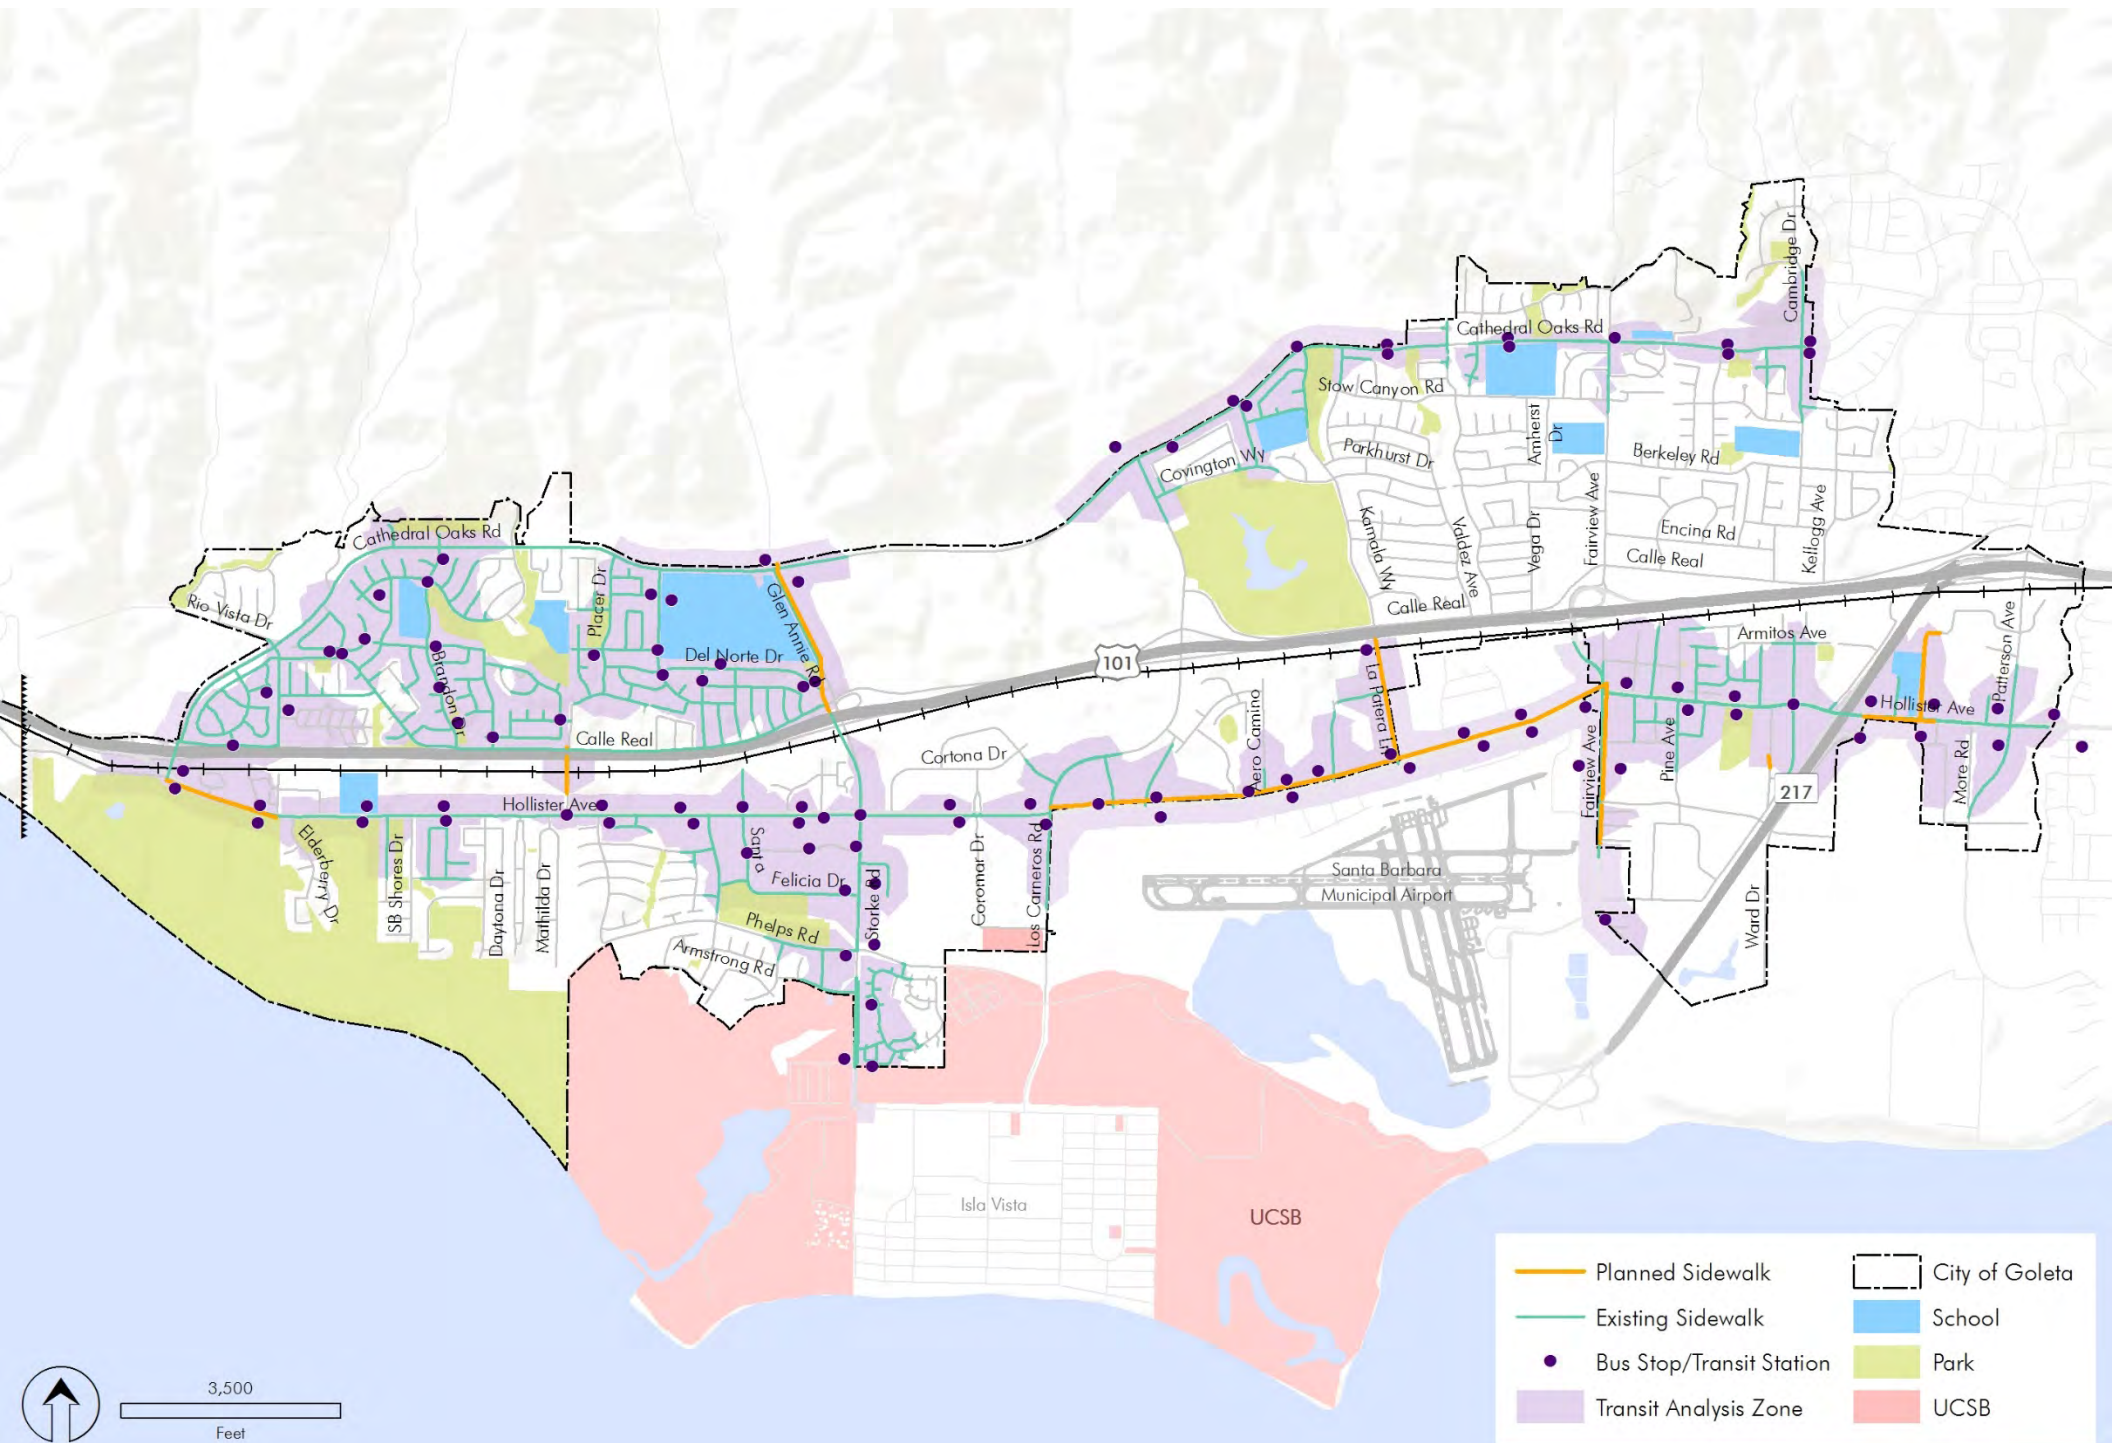 Cambridge Dr
Cathedral Oaks Rd
Stow Canyon Rd
Amherst
Dr
Parkhurst Dr
Covington Wy
Berkeley Rd
Fairview Ave
Kellogg Ave
Kamala Wy
Valdez Ave
Vega Dr
Encina Rd
Calle Real
Cathedral Oaks Rd
Rio Vista Dr
Placer Dr
Glen Annie Rd
Calle Real
Del Norte Dr
Brandon Dr
101
Armitos Ave
Patterson Ave
La Patera Ln
Hollister Ave
Calle Real
Cortona Dr
Aero Camino
Pine Ave
Fairview Ave
More Rd
217
Hollister Ave
Elderberry Dr
SB Shores Dr
Daytona Dr
Mathilda Dr
Santa
Felicia Dr
Storke Rd
Coromar Dr
Los Carneros Rd
Santa Barbara
Municipal Airport
Ward Dr
Phelps Rd
Armstrong Rd
Isla Vista
UCSB
Planned Sidewalk
City of Goleta
Existing Sidewalk
School
Bus Stop/Transit Station
Park
Transit Analysis Zone
UCSB
3,500
Feet